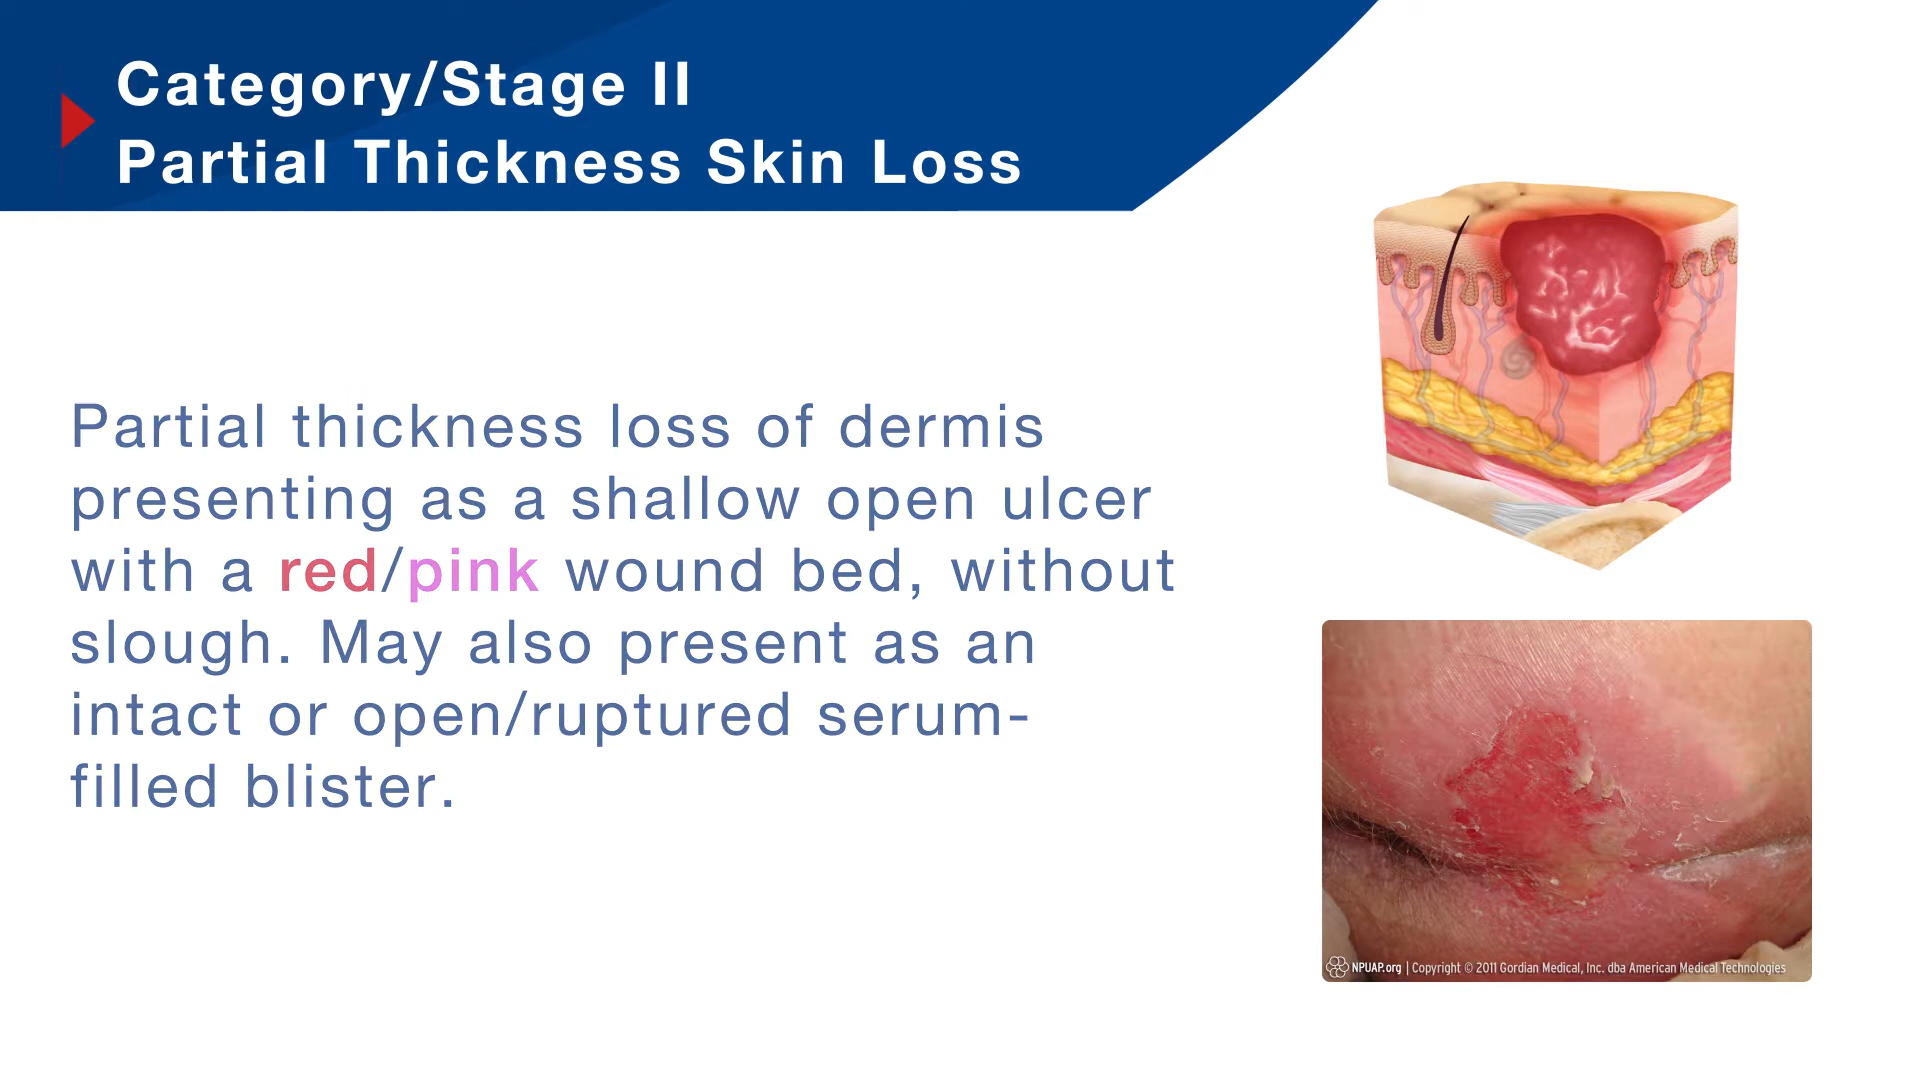 Category/Stage II
Partial Thickness Skin Loss
Partial thickness loss of dermis
presenting as a shallow open ulcer
with a red/pink wound bed, without
slough. May also present as an
intact or open/ruptured serum-
filled blister.
NPUAP.org | Copyright © 2011 Gordian Medical, Inc. dba American Medical Technologies